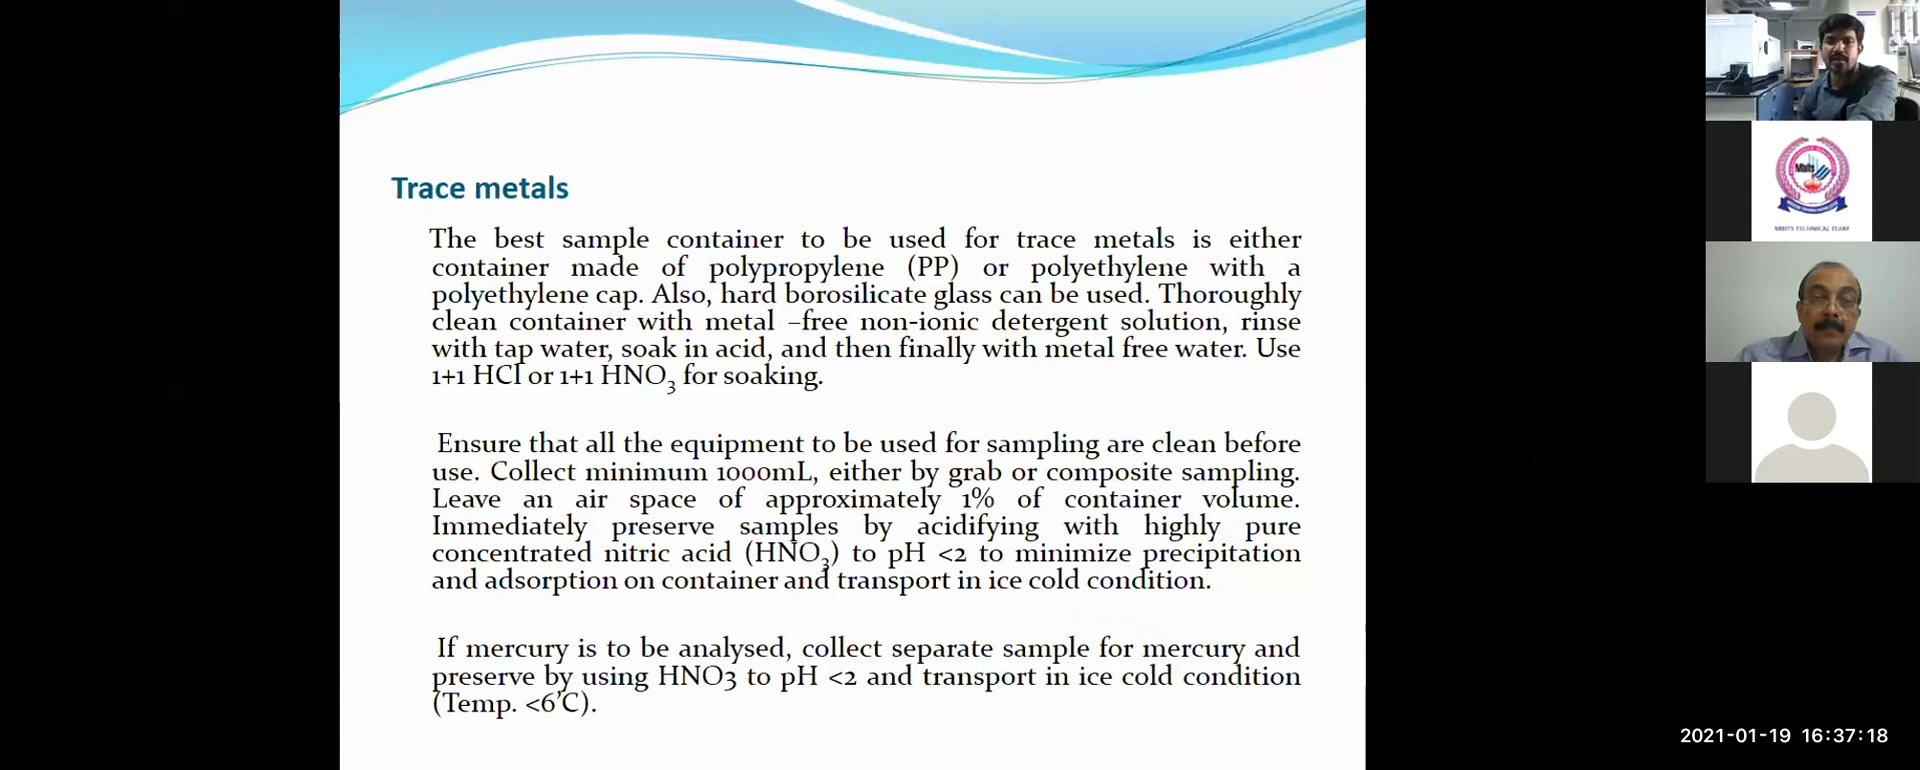 Trace metals
The best sample container to be used for trace metals is either
container made of polypropylene (PP) or polyethylene with a
polyethylene cap. Also, hard borosilicate glass can be used. Thoroughly
clean container with metal –free non-ionic detergent solution, rinse
with tap water, soak in acid, and then finally with metal free water. Use
1+1 HCl or 1+1 HNO3 for soaking.
Ensure that all the equipment to be used for sampling are clean before
use. Collect minimum 1000mL, either by grab or composite sampling.
Leave an air space of approximately 1% of container volume.
Immediately preserve samples by acidifying with highly pure
concentrated nitric acid (HNO3) to pH <2 to minimize precipitation
and adsorption on container and transport in ice cold condition.
If mercury is to be analysed, collect separate sample for mercury and
preserve by using HNO3 to pH <2 and transport in ice cold condition
(Temp. <6'C).
Mbits
MBITS TECHNICAL TEAM
2021-01-19 16:37:18